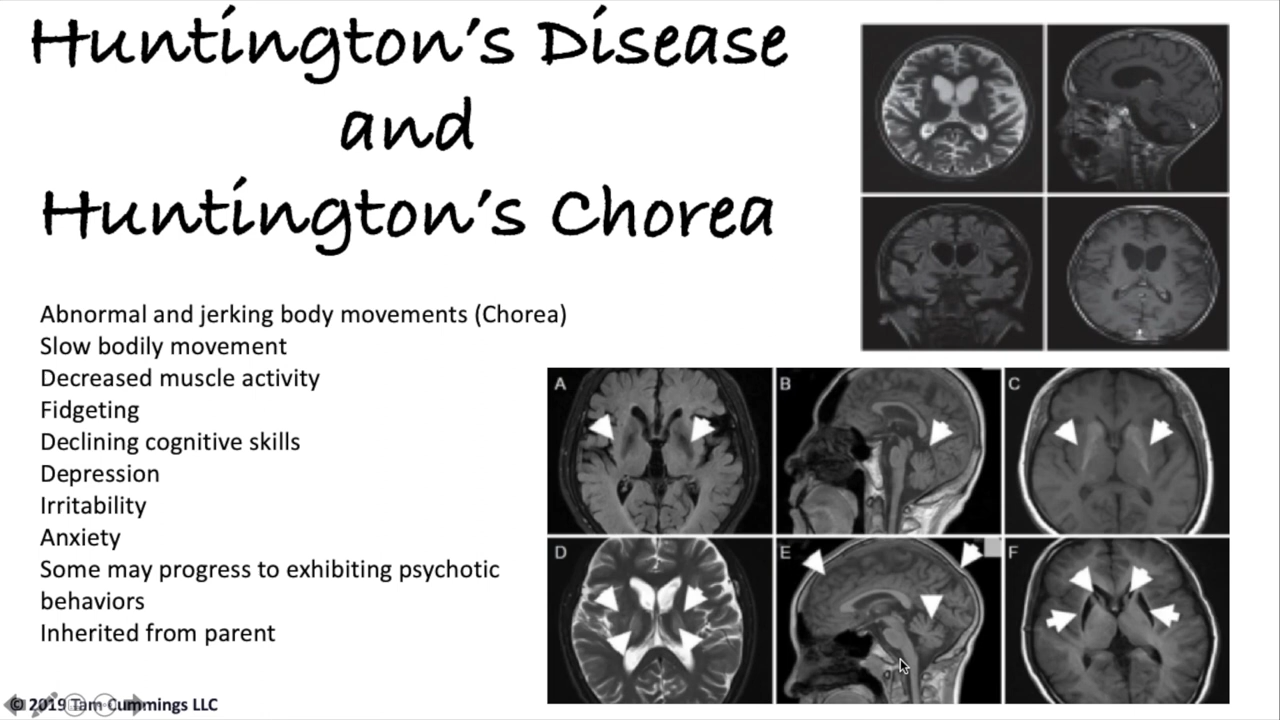 Huntington's Disease
and
Huntington's Chorea
Abnormal and jerking body movements (Chorea)
Slow bodily movement
Decreased muscle activity
Fidgeting
Declining cognitive skills
Depression
Irritability
Anxiety
Some may progress to exhibiting psychotic
behaviors
Inherited from parent
A
B
C
D
E
F
© 2019 Tam Cummings LLC